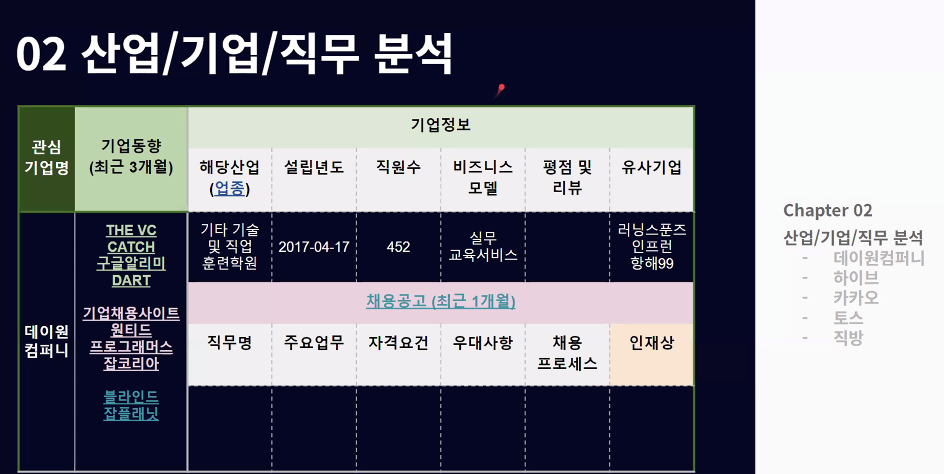 02 산업/기업/직무 분석
관심
기업명
기업동향
(최근 3개월)
기업정보
해당산업
(업종)
설립년도
직원수
비즈니스
모델
평점 및
리뷰
유사기업
데이원
컴퍼니
THE VC
CATCH
구글알리미
DART
기업채용사이트
원티드
프로그래머스
잡코리아
블라인드
잡플래닛
기타 기술
및 직업
훈련학원
2017-04-17
452
실무
교육서비스
러닝스푼즈
인프런
항해99
채용공고 (최근 1개월)
직무명
주요업무
자격요건
우대사항
채용
프로세스
인재상
Chapter 02
산업/기업/직무 분석
- 데이원컴퍼니
- 하이브
- 카카오
- 토스
- 직방